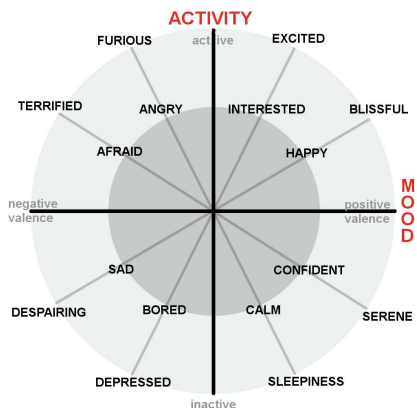 ACTIVITY
FURIOUS
active
EXCITED
TERRIFIED
ANGRY
INTERESTED
BLISSFUL
AFRAID
HAPPY
negative
valence
positive
valence
MOOD
SAD
CONFIDENT
DESPAIRING
BORED
CALM
SERENE
DEPRESSED
SLEEPINESS
inactive